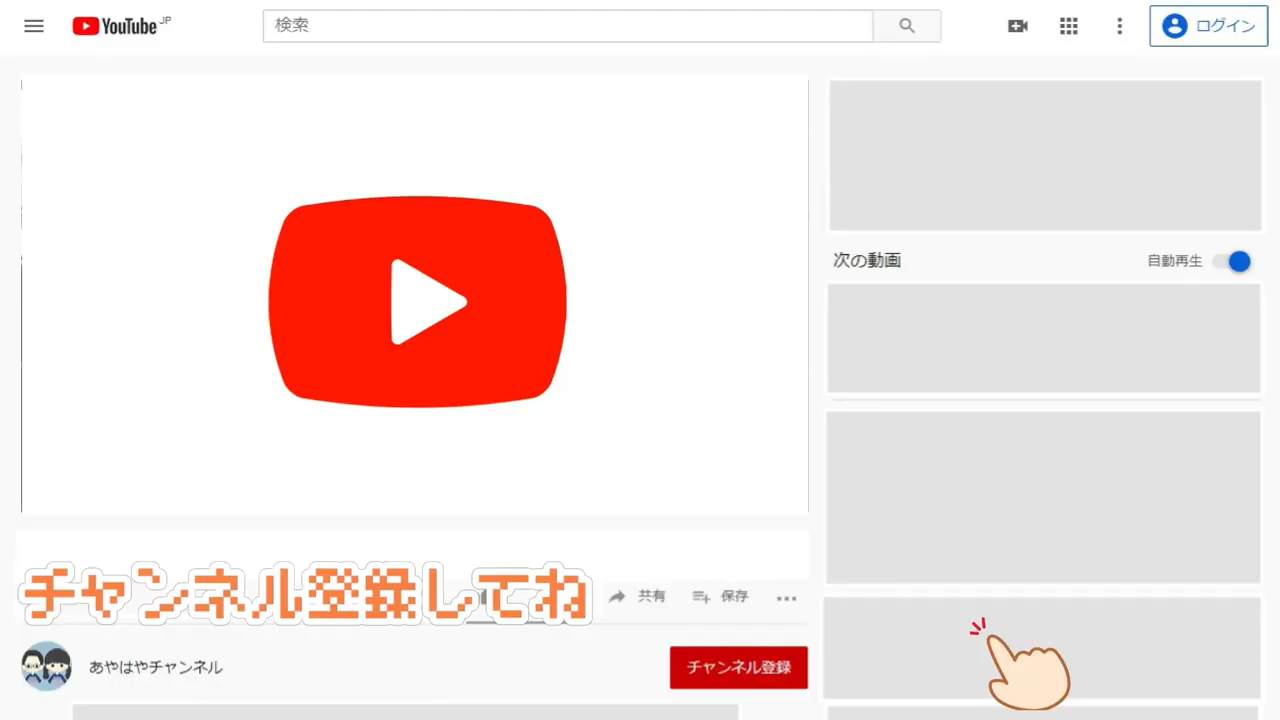 YouTube JP
検索
ログイン
次の動画
自動再生
チャンネル登録してね
共有
保存
あやはやチャンネル
チャンネル登録